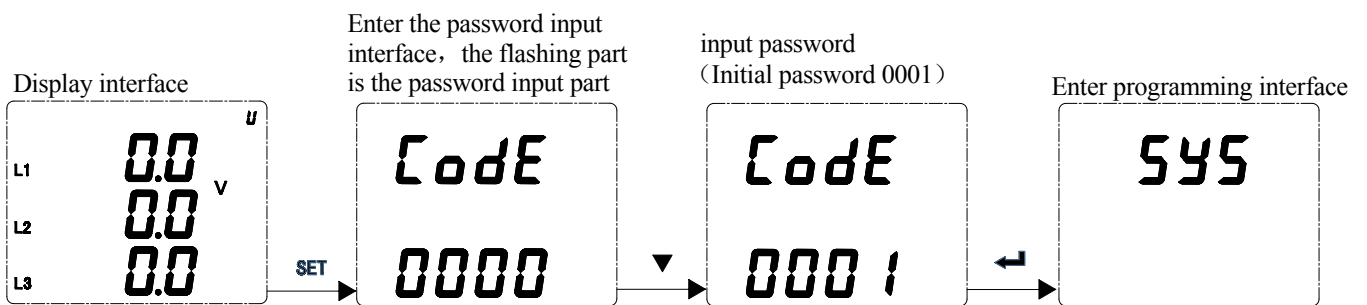 Display interface
U
L1 0.0
V
L2 0.0
L3 0.0
SET
Enter the password input
interface，the flashing part
is the password input part
CodE
0000
▼
input password
（Initial password 0001）
CodE
0001
Enter programming interface
SYS